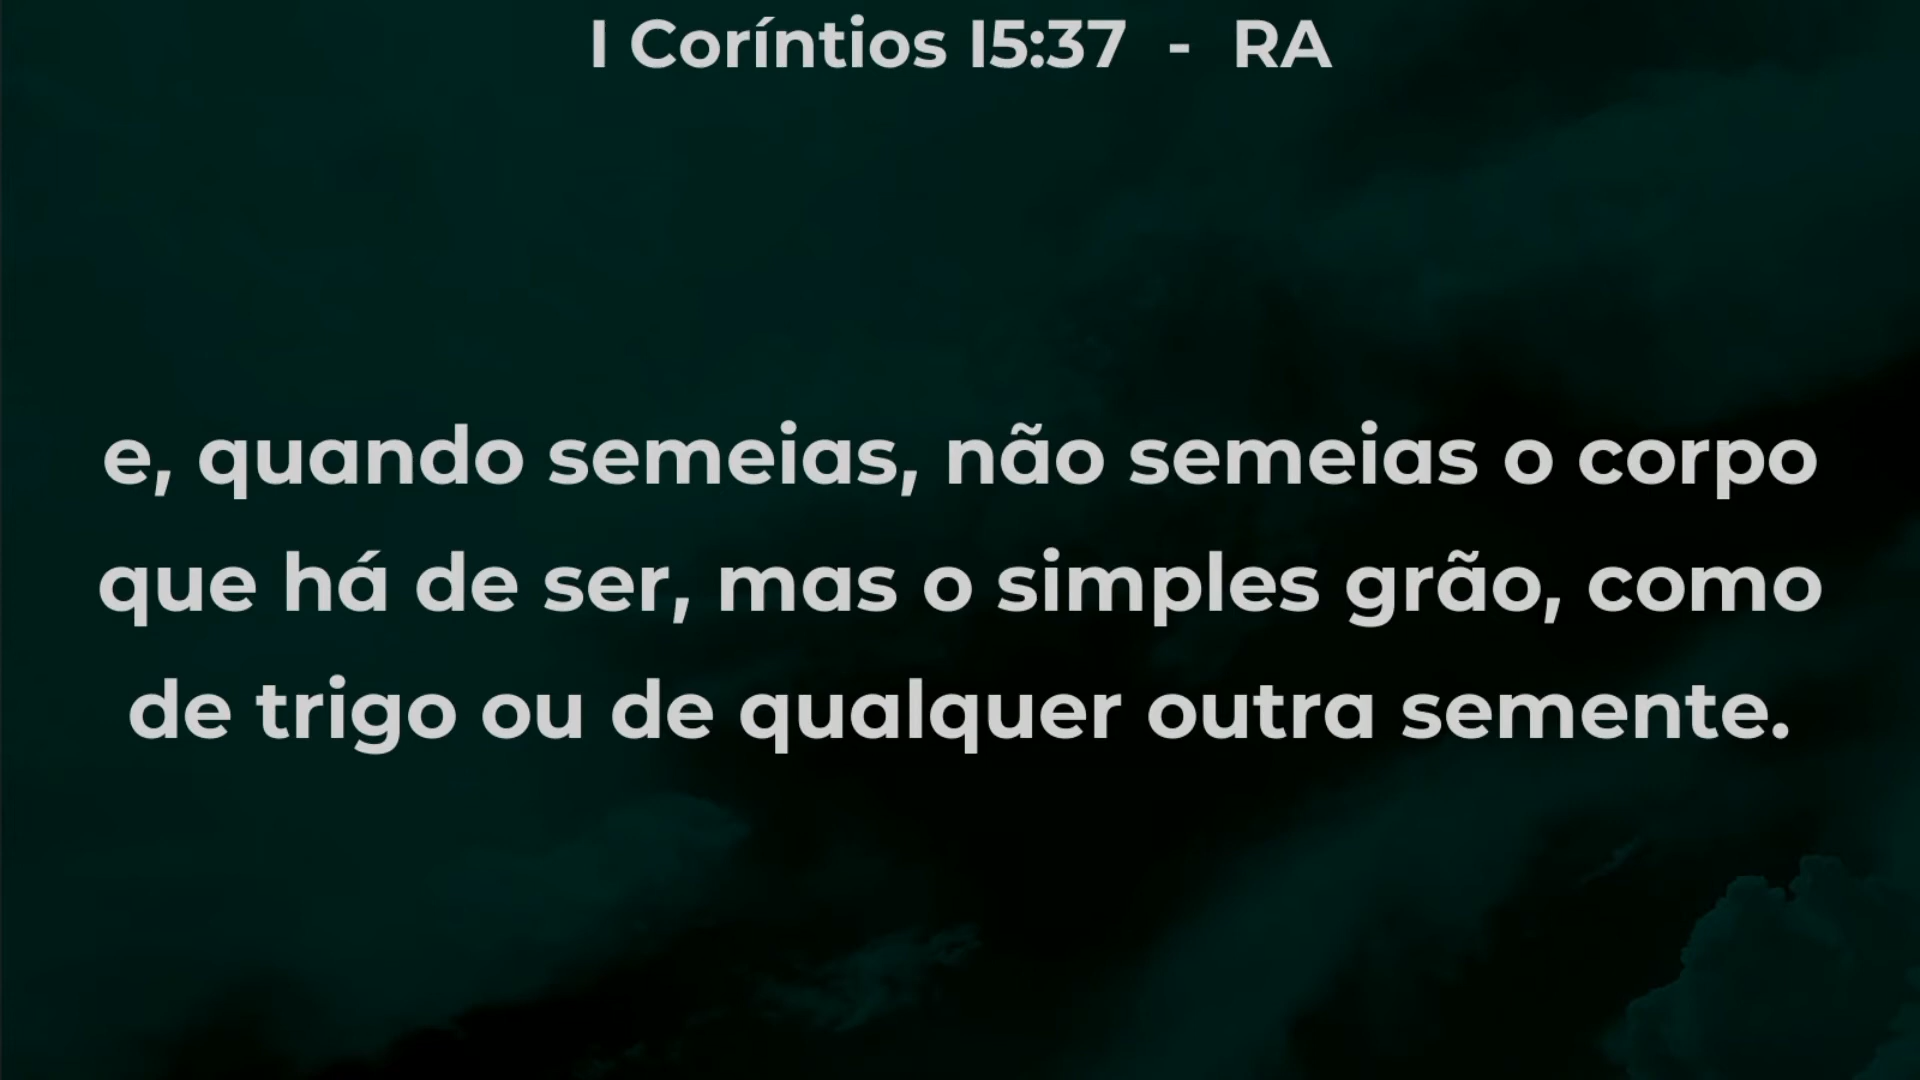 1 Coríntios 15:37 - RA
e, quando semeias, não semeias o corpo
que há de ser, mas o simples grão, como
de trigo ou de qualquer outra semente.